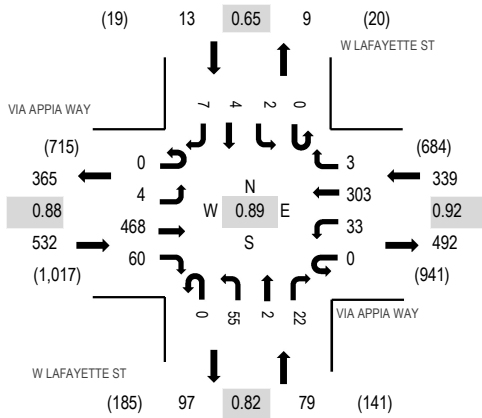 (19) 13 0.65 9 (20)
W LAFAYETTE ST
VIA APPIA WAY
7 4 2 0
(715) (684)
0 3
365 339
4 N 303
0.88 W 0.89 E 0.92
468 S 33
532 492
60 0
(1,017) (941)
0 55 2 22
VIA APPIA WAY
W LAFAYETTE ST
(185) 97 0.82 79 (141)